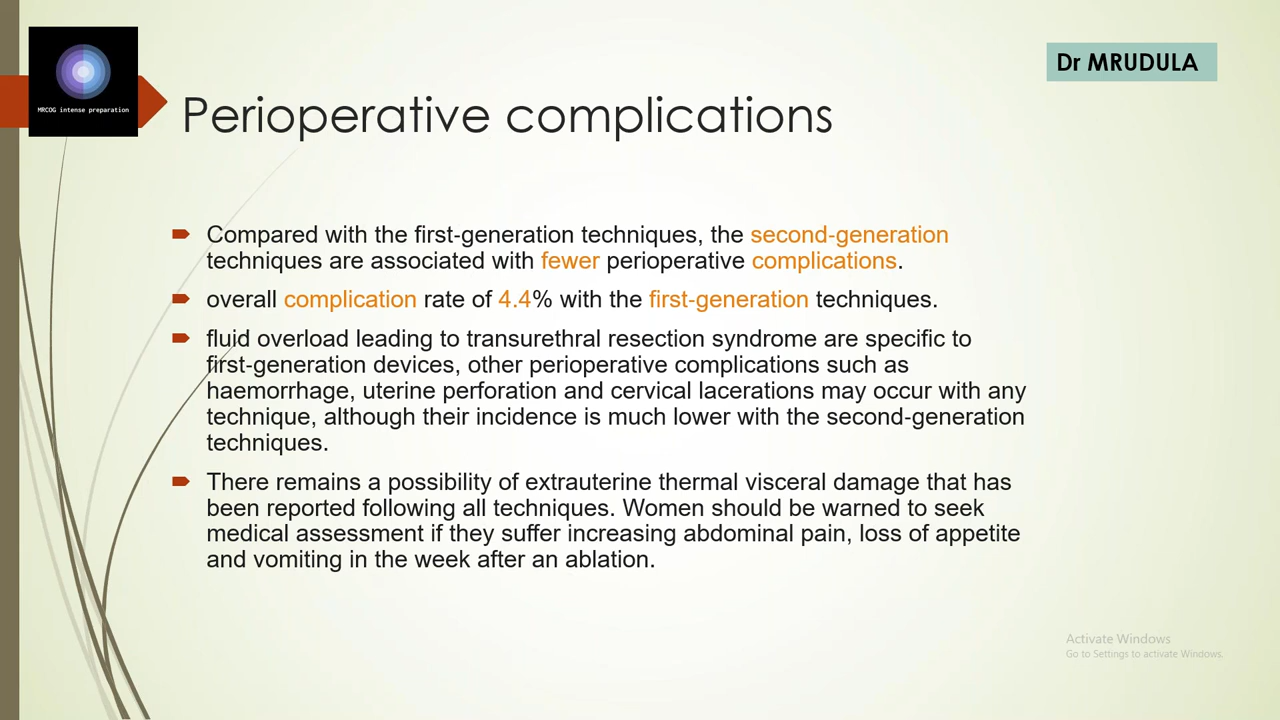 MRCOG intense preparation
Dr MRUDULA
Perioperative complications
Compared with the first-generation techniques, the second-generation
techniques are associated with fewer perioperative complications.
overall complication rate of 4.4% with the first-generation techniques.
fluid overload leading to transurethral resection syndrome are specific to
first-generation devices, other perioperative complications such as
haemorrhage, uterine perforation and cervical lacerations may occur with any
technique, although their incidence is much lower with the second-generation
techniques.
There remains a possibility of extrauterine thermal visceral damage that has
been reported following all techniques. Women should be warned to seek
medical assessment if they suffer increasing abdominal pain, loss of appetite
and vomiting in the week after an ablation.
Activate Windows
Go to Settings to activate Windows.